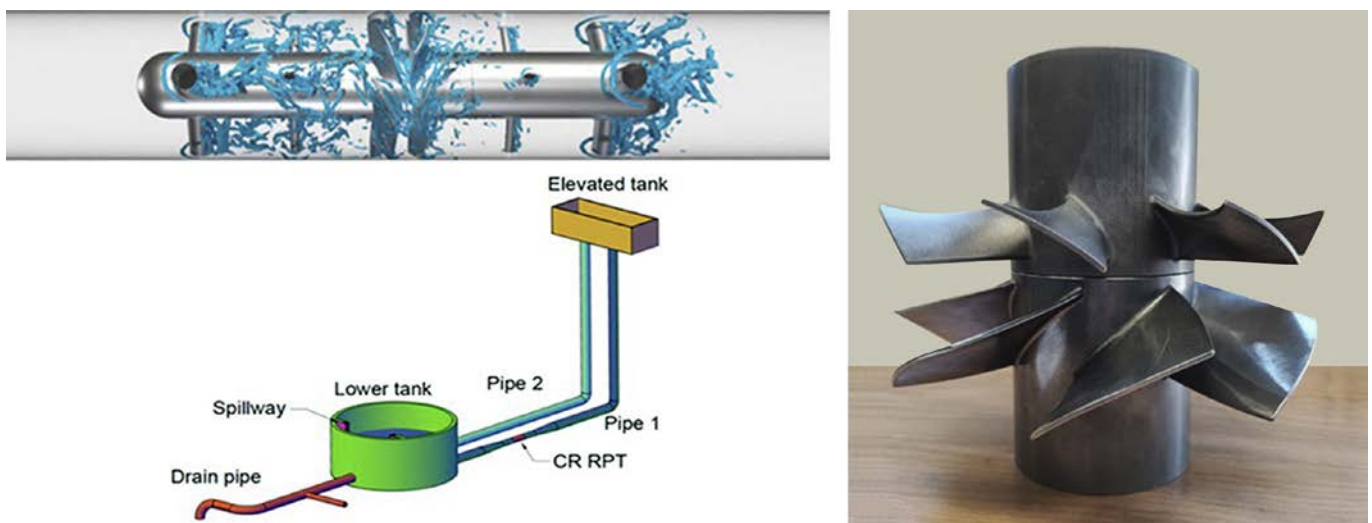 Elevated tank
Lower tank
Pipe 2
Spillway
Pipe 1
CR RPT
Drain pipe